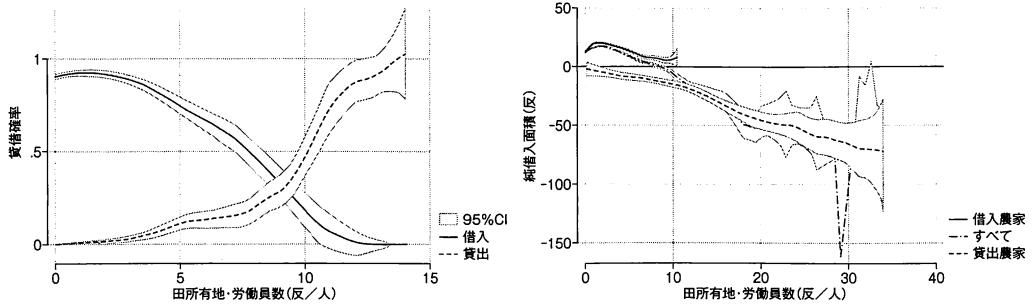 貸借確率
1
.5
0
0
5
10
15
田所有地・労働員数(反／人)
95%CI
借入
貸出
純借入面積(反)
50
0
-50
-100
-150
0
10
20
30
40
田所有地・労働員数(反／人)
借入農家
すべて
貸出農家